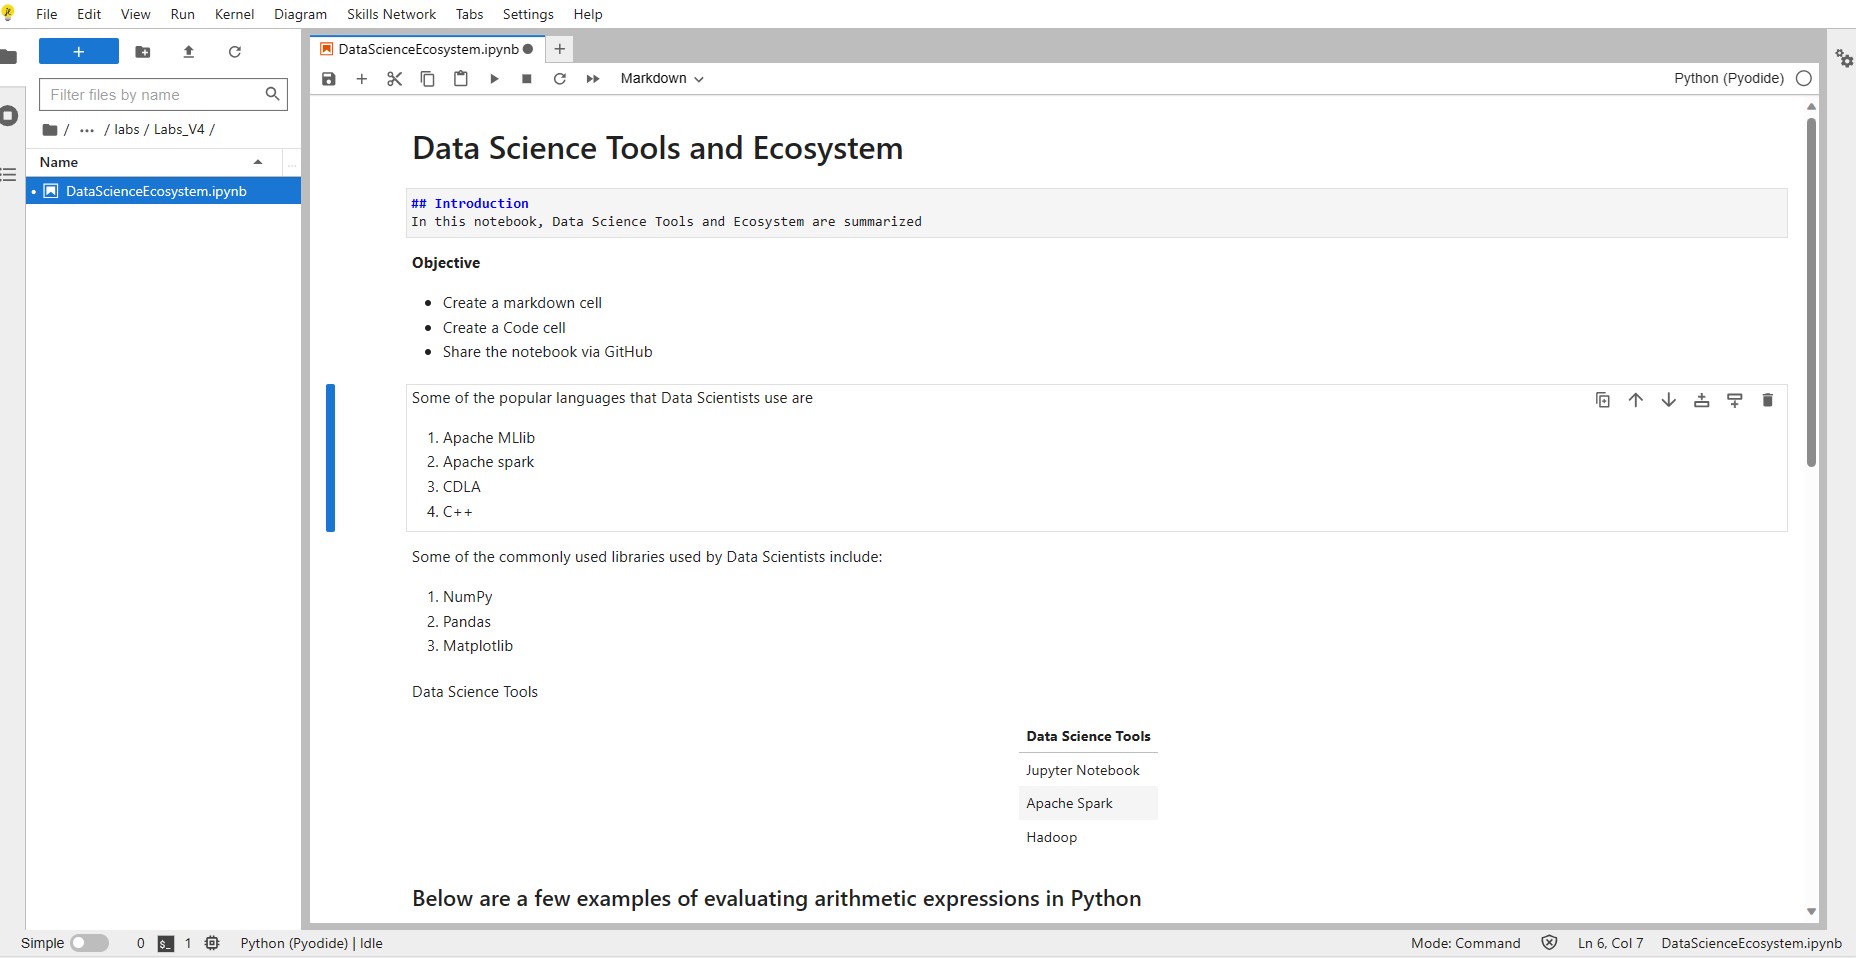 File Edit View Run Kernel Diagram Skills Network Tabs Settings Help
+
Filter files by name
/ ... / labs / Labs_V4 /
Name
DataScienceEcosystem.ipynb
DataScienceEcosystem.ipynb
Markdown
Python (Pyodide)
Data Science Tools and Ecosystem
## Introduction
In this notebook, Data Science Tools and Ecosystem are summarized
Objective
• Create a markdown cell
• Create a Code cell
• Share the notebook via GitHub
Some of the popular languages that Data Scientists use are
1. Apache MLlib
2. Apache spark
3. CDLA
4. C++
Some of the commonly used libraries used by Data Scientists include:
1. NumPy
2. Pandas
3. Matplotlib
Data Science Tools
Data Science Tools
Jupyter Notebook
Apache Spark
Hadoop
Below are a few examples of evaluating arithmetic expressions in Python
Simple 0 $_ 1 Python (Pyodide) | Idle Mode: Command Ln 6, Col 7 DataScienceEcosystem.ipynb